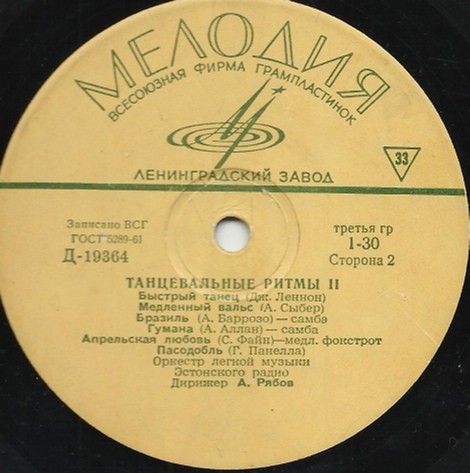 МЕЛОДИЯ
ВСЕСОЮЗНАЯ ФИРМА ГРАМПЛАСТИНОК
ЛЕНИНГРАДСКИЙ ЗАВОД
33
Записано ВСГ
ГОСТ 5289-61
Д-19364
третья гр
1-30
Сторона 2
ТАНЦЕВАЛЬНЫЕ РИТМЫ II
Быстрый танец (Дж. Леннон)
Медленный вальс (А. Сыбер)
Бразиль (А. Баррозо) — самба
Гумана (А. Аллан) — самба
Апрельская любовь (С. Файн)—медл. фокстрот
Пасодобль (Г. Панелла)
Оркестр легкой музыки
Эстонского радио
Дирижер А. Рябов